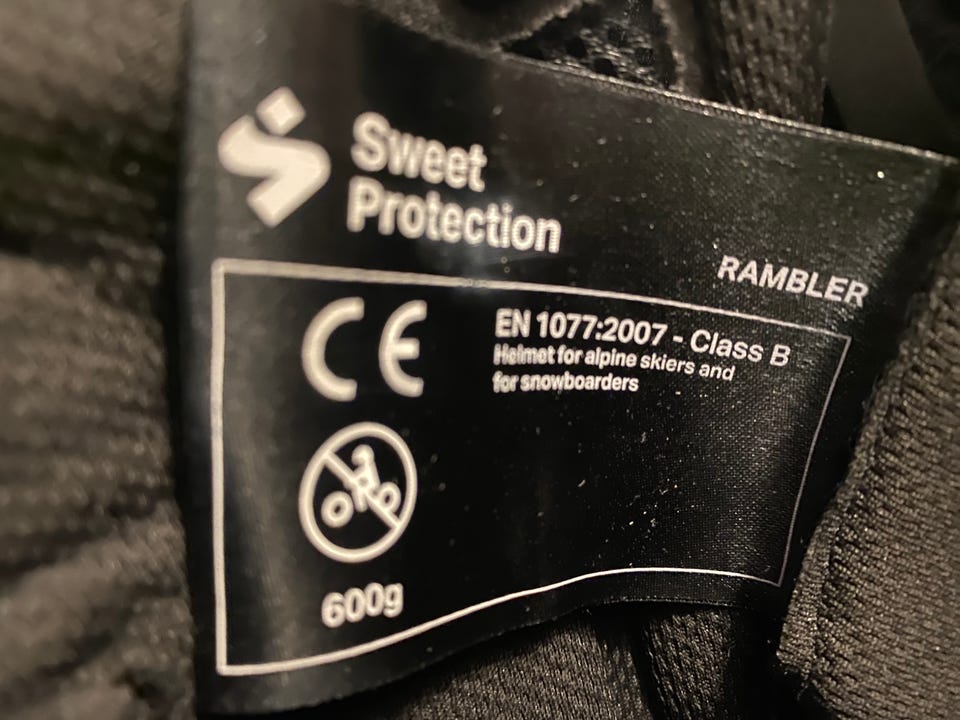 Sweet
Protection
RAMBLER
CE
EN 1077:2007 - Class B
Helmet for alpine skiers and
for snowboarders
600g